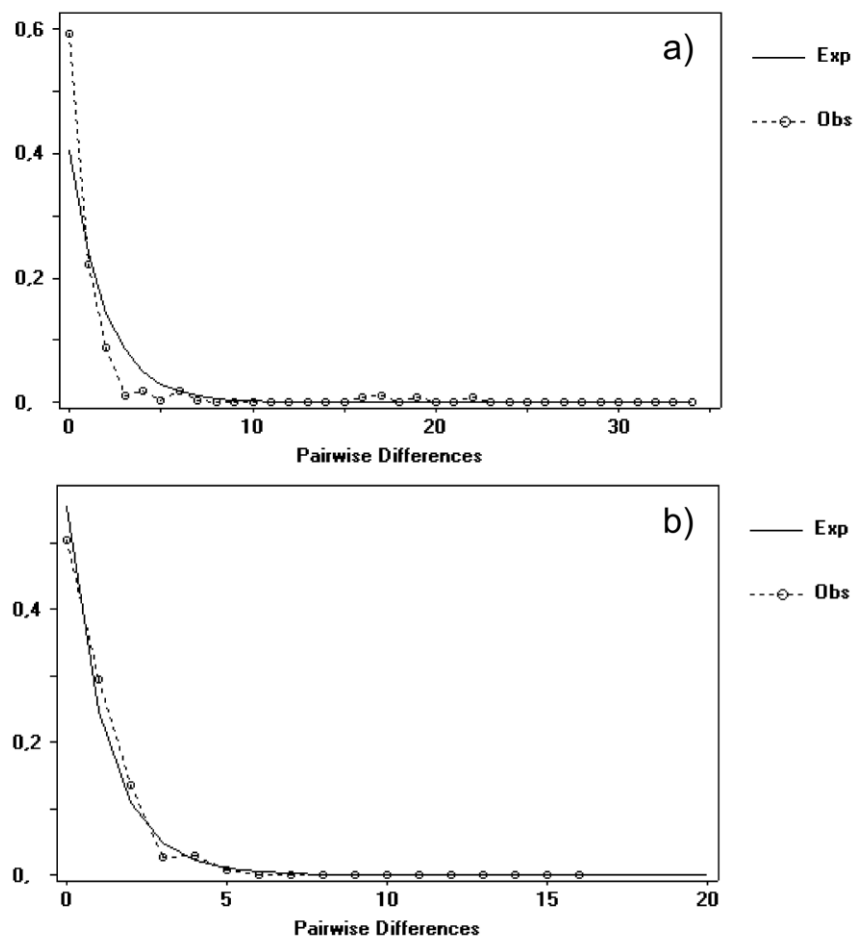 0,6
a)
Exp
Obs
0,4
0,2
0,
0 10 20 30
Pairwise Differences
b)
Exp
Obs
0,4
0,2
0,
0 5 10 15 20
Pairwise Differences